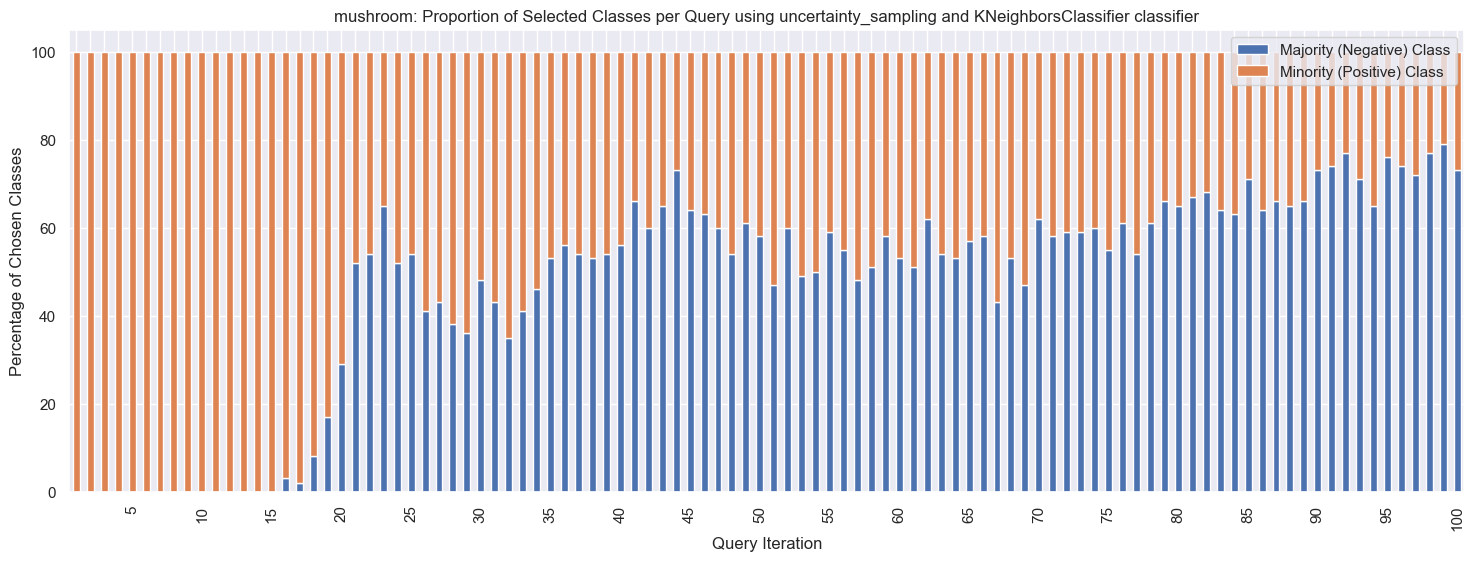 mushroom: Proportion of Selected Classes per Query using uncertainty_sampling and KNeighborsClassifier classifier
Majority (Negative) Class
Minority (Positive) Class
Percentage of Chosen Classes
100
80
60
40
20
0
5 10 15 20 25 30 35 40 45 50 55 60 65 70 75 80 85 90 95 100
Query Iteration